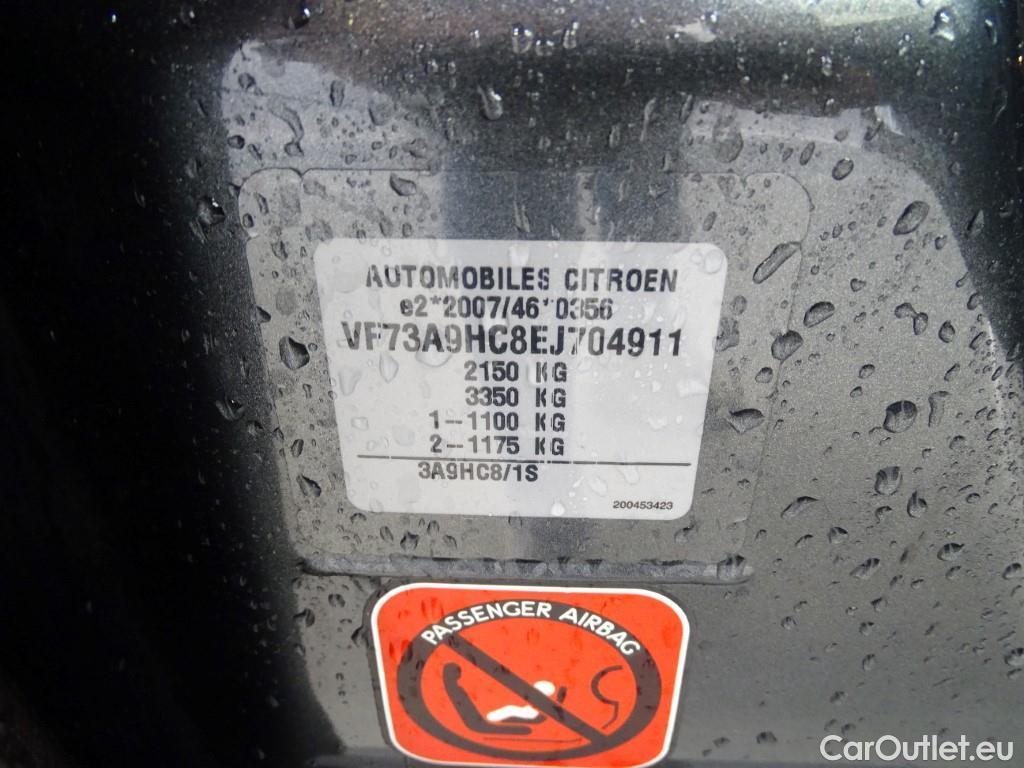 AUTOMOBILES CITROEN
e2*2007/46*0356
VF73A9HC8EJ704911
2150 KG
3350 KG
1--1100 KG
2--1175 KG
3A9HC8/1S
200453423
PASSENGER AIRBAG
CarOutlet.eu